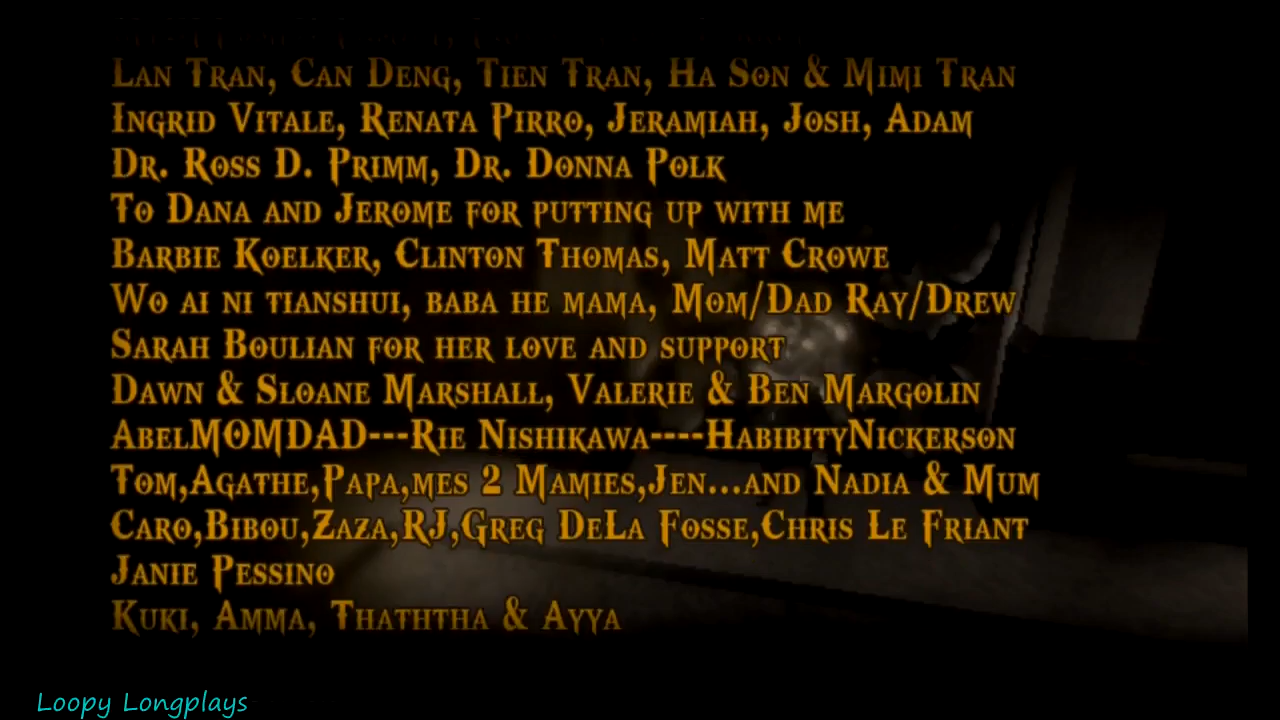 Lan Tran, Can Deng, Tien Tran, Ha Son & Mimi Tran
Ingrid Vitale, Renata Pirro, Jeramiah, Josh, Adam
Dr. Ross D. Primm, Dr. Donna Polk
To Dana and Jerome for putting up with me
Barbie Koelker, Clinton Thomas, Matt Crowe
Wo ai ni tianshui, baba he mama, Mom/Dad Ray/Drew
Sarah Boulian for her love and support
Dawn & Sloane Marshall, Valerie & Ben Margolin
AbelMOMDAD---Rie Nishikawa----HabibityNickerson
Tom,Agathe,Papa,mes 2 Mamies,Jen...and Nadia & Mum
Caro,Bibou,Zaza,RJ,Greg DeLa Fosse,Chris Le Friant
Janie Pessino
Kuki, Amma, Thaththa & Ayya
Loopy Longplays